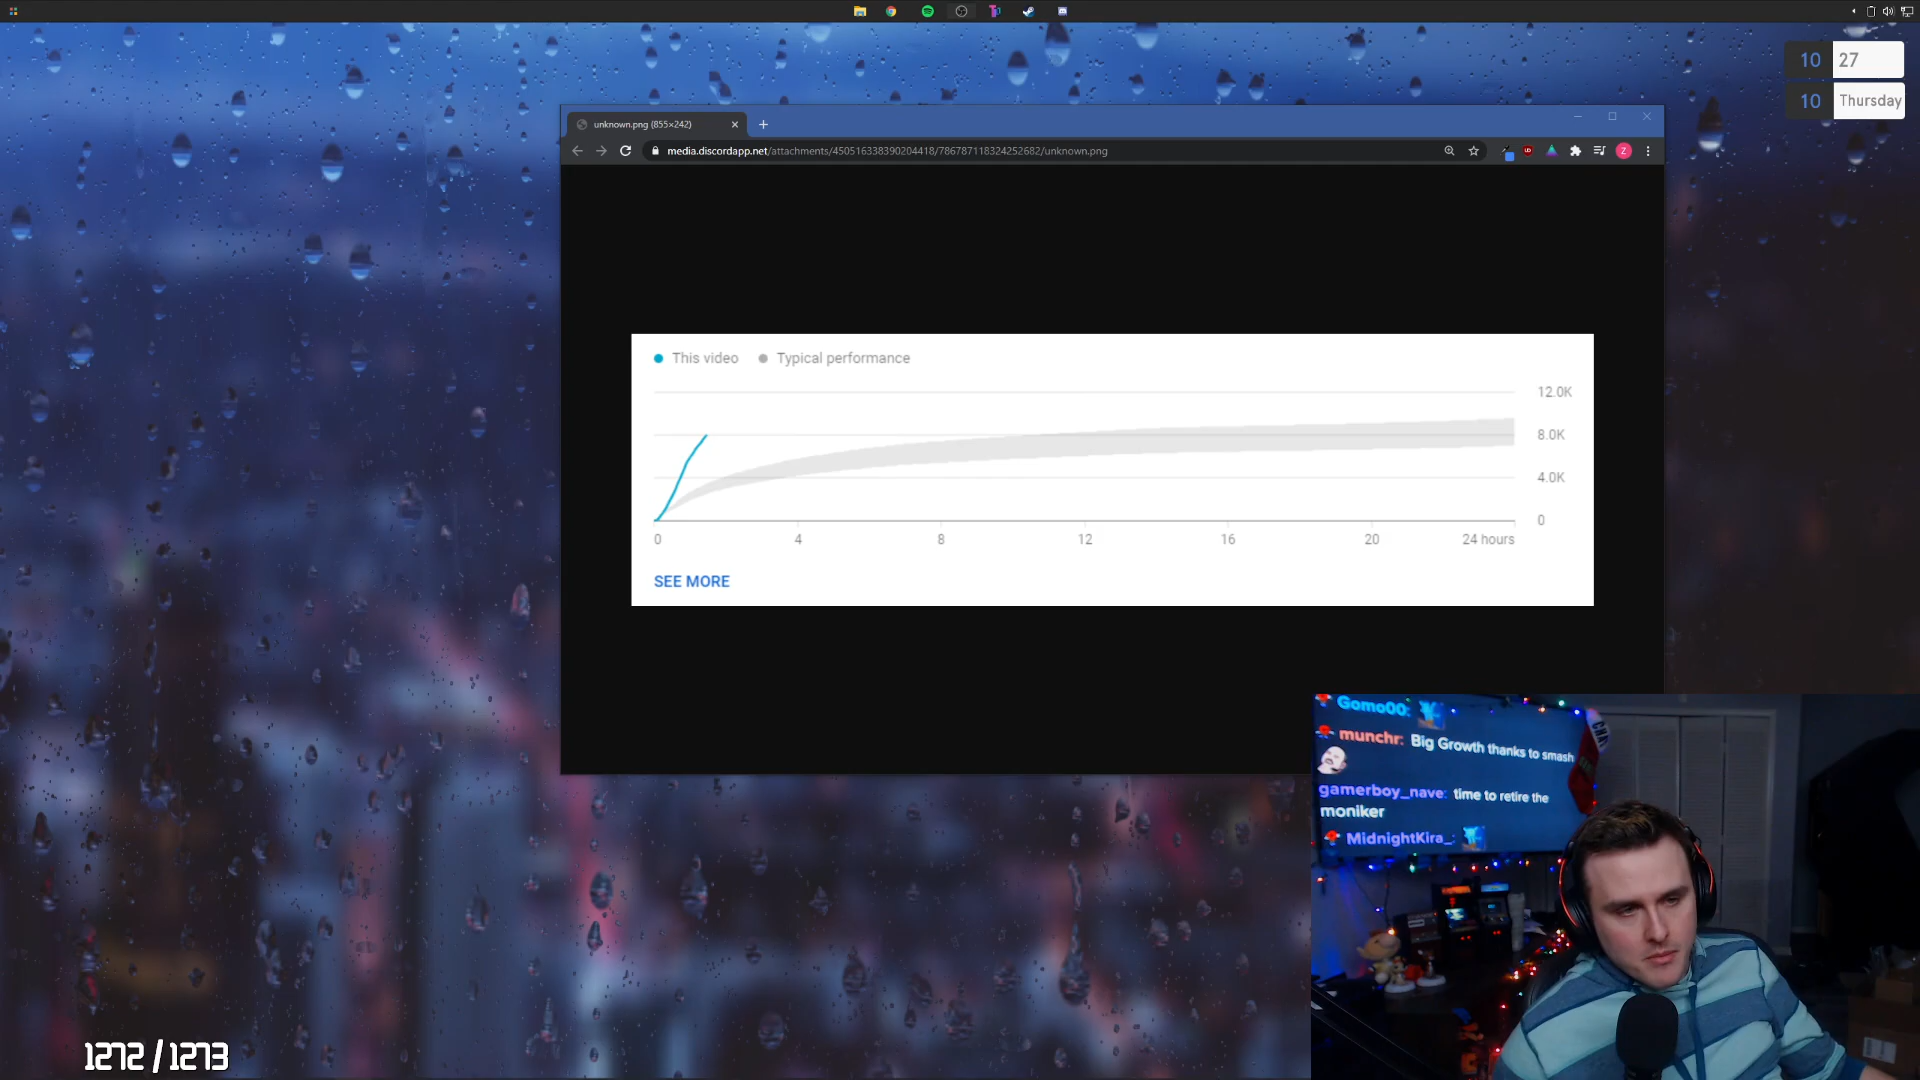 10 27
10 Thursday
unknown.png (855×242)
media.discordapp.net/attachments/450516338390204418/786787118324252682/unknown.png
This video
Typical performance
12.0K
8.0K
4.0K
0
0 4 8 12 16 20 24 hours
SEE MORE
Gomo00:
munchr: Big Growth thanks to smash
gamerboy_nave: time to retire the
moniker
MidnightKira_:
CHAT
1272 / 1273